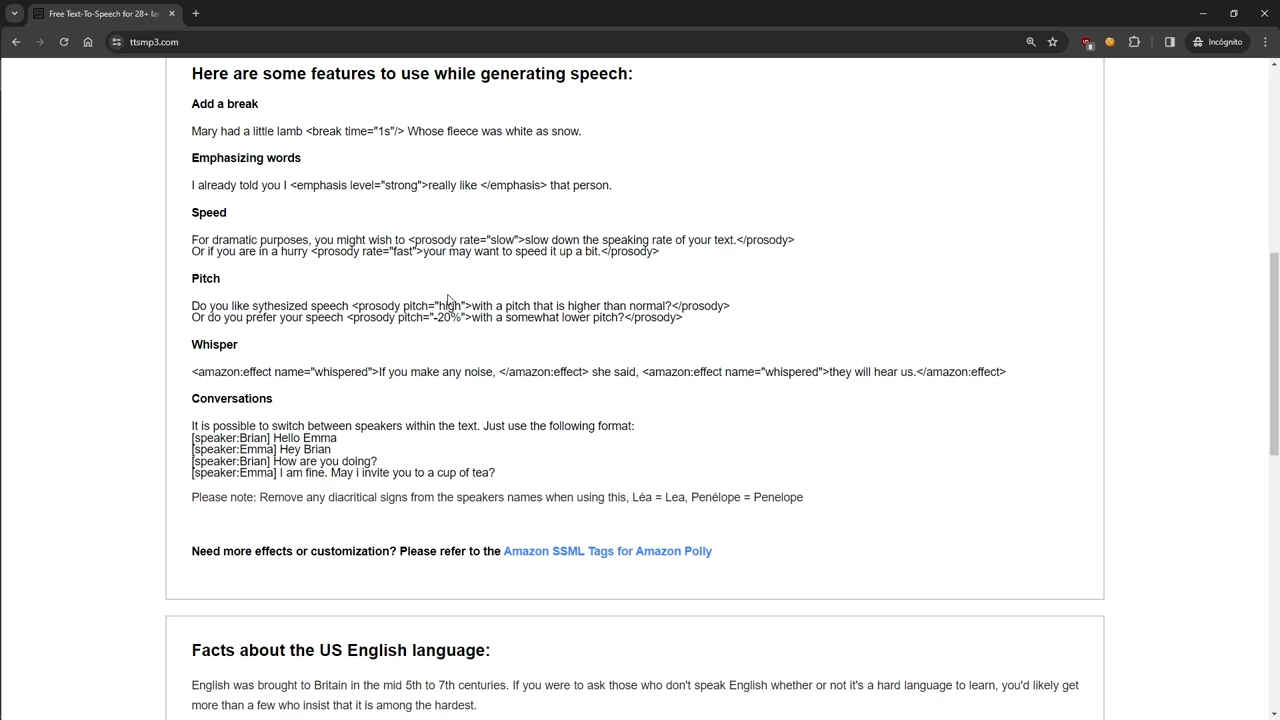 Free Text-To-Speech for 28+ la
ttsmp3.com
8
Incógnito
Here are some features to use while generating speech:
Add a break
Mary had a little lamb <break time="1s"/> Whose fleece was white as snow.
Emphasizing words
I already told you I <emphasis level="strong">really like </emphasis> that person.
Speed
For dramatic purposes, you might wish to <prosody rate="slow">slow down the speaking rate of your text.</prosody>
Or if you are in a hurry <prosody rate="fast">your may want to speed it up a bit.</prosody>
Pitch
Do you like sythesized speech <prosody pitch="high">with a pitch that is higher than normal?</prosody>
Or do you prefer your speech <prosody pitch="-20%">with a somewhat lower pitch?</prosody>
Whisper
<amazon:effect name="whispered">If you make any noise, </amazon:effect> she said, <amazon:effect name="whispered">they will hear us.</amazon:effect>
Conversations
It is possible to switch between speakers within the text. Just use the following format:
[speaker:Brian] Hello Emma
[speaker:Emma] Hey Brian
[speaker:Brian] How are you doing?
[speaker:Emma] I am fine. May i invite you to a cup of tea?
Please note: Remove any diacritical signs from the speakers names when using this, Léa = Lea, Penélope = Penelope
Need more effects or customization? Please refer to the Amazon SSML Tags for Amazon Polly
Facts about the US English language:
English was brought to Britain in the mid 5th to 7th centuries. If you were to ask those who don't speak English whether or not it's a hard language to learn, you'd likely get
more than a few who insist that it is among the hardest.